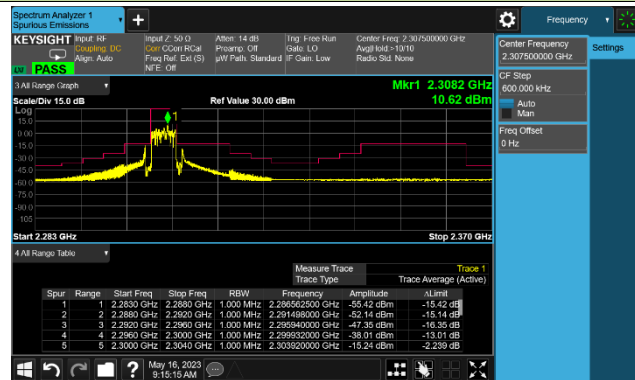 Spectrum Analyzer 1
Spurious Emissions
Frequency
KEYSIGHT
Input: RF
Coupling: DC
Align: Auto
Input Z: 50 Ω
Corr CCorr RCal
Freq Ref: Ext (S)
NFE: Off
Atten: 14 dB
Preamp: Off
µW Path: Standard
Trig: Free Run
Gate: LO
IF Gain: Low
Center Freq: 2.307500000 GHz
Avg|Hold:>10/10
Radio Std: None
PASS
Center Frequency
2.307500000 GHz
Settings
CF Step
600.000 kHz
Auto
Man
Freq Offset
0 Hz
3 All Range Graph
Mkr1 2.3082 GHz
Scale/Div 15.0 dB
Ref Value 30.00 dBm
10.62 dBm
Log
1
15.0
0.00
-15.0
-30.0
-45.0
-60.0
-75.0
-90.0
-105
Start 2.283 GHz
Stop 2.370 GHz
4 All Range Table
Measure Trace Trace 1
Trace Type Trace Average (Active)
Spur Range Start Freq Stop Freq RBW Frequency Amplitude ΔLimit
1 1 2.2830 GHz 2.2880 GHz 1.000 MHz 2.286562500 GHz -55.42 dBm -15.42 dB
2 2 2.2880 GHz 2.2920 GHz 1.000 MHz 2.291498000 GHz -52.14 dBm -15.14 dB
3 3 2.2920 GHz 2.2960 GHz 1.000 MHz 2.295940000 GHz -47.35 dBm -16.35 dB
4 4 2.2960 GHz 2.3000 GHz 1.000 MHz 2.299932000 GHz -38.01 dBm -13.01 dB
5 5 2.3000 GHz 2.3040 GHz 1.000 MHz 2.303920000 GHz -15.24 dBm -2.239 dB
May 16, 2023
9:15:15 AM